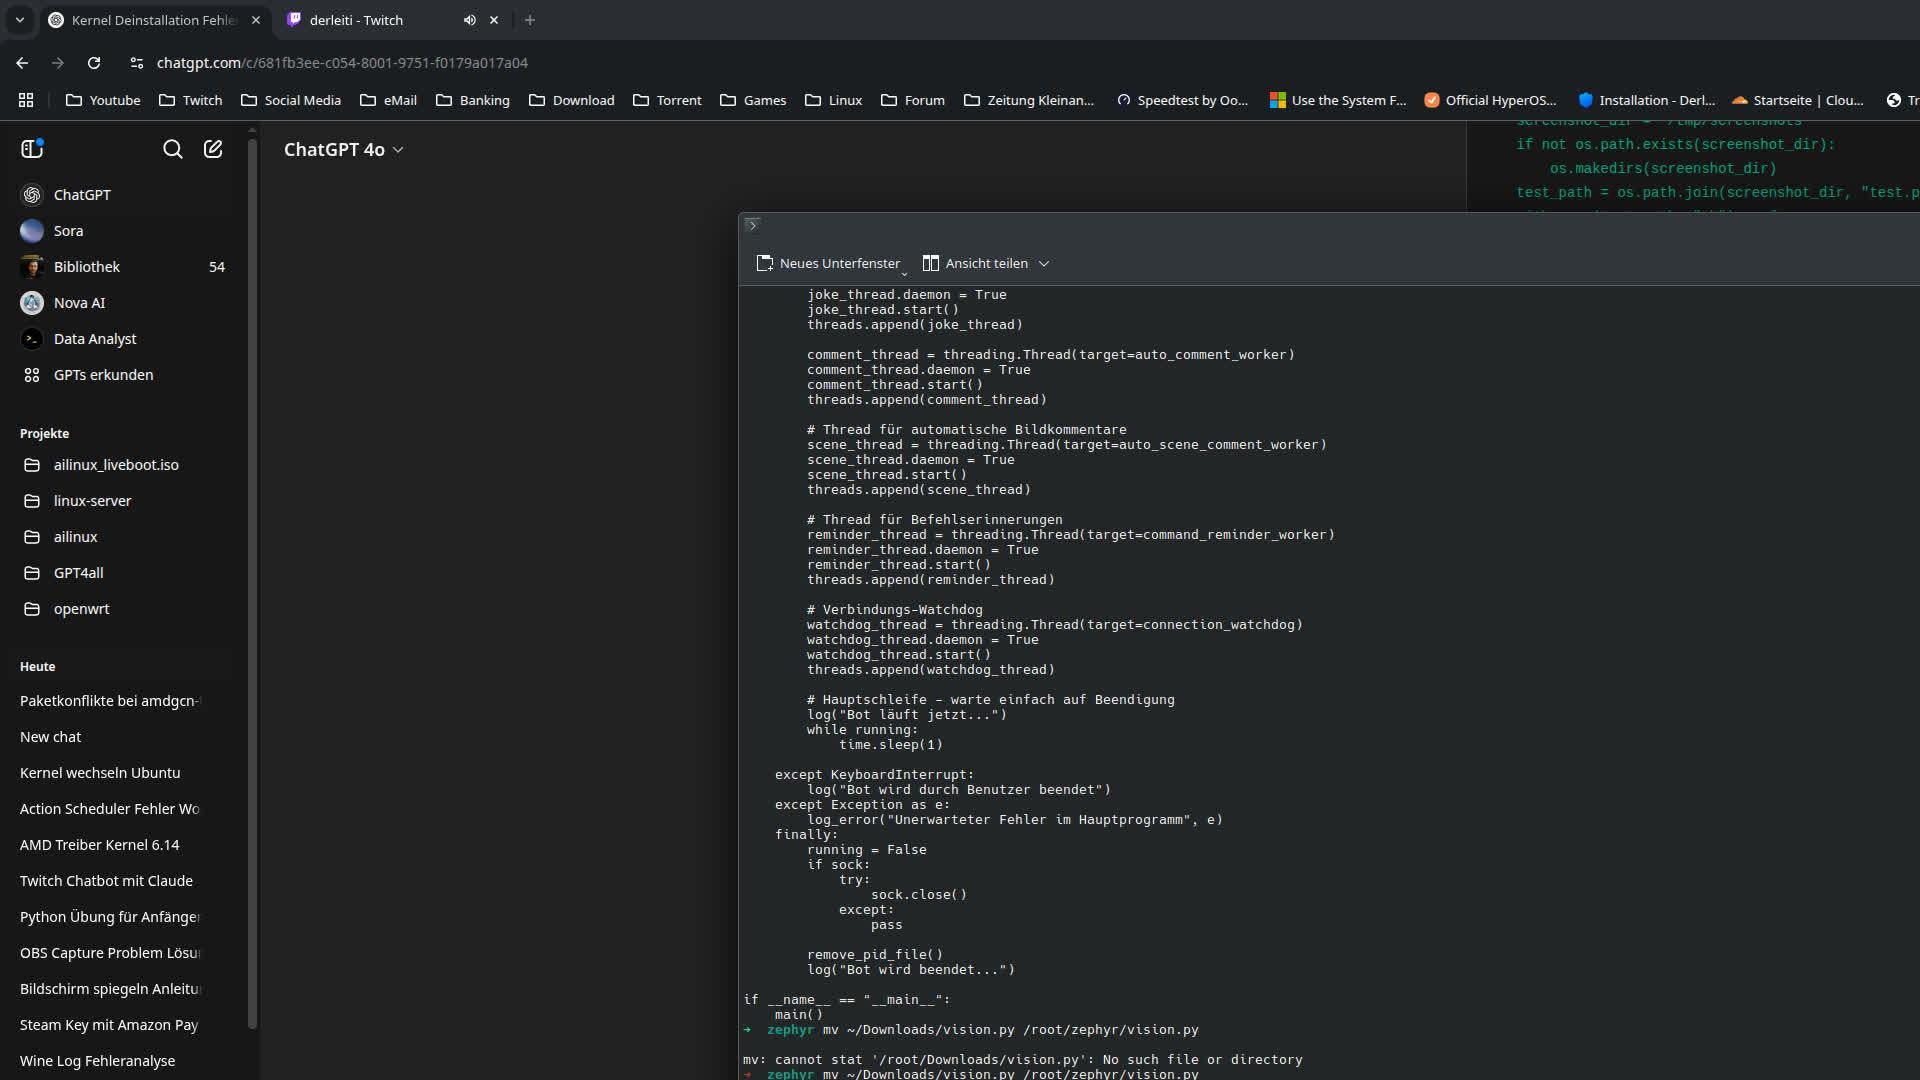 Kernel Deinstallation Fehle
derleiti - Twitch
chatgpt.com/c/681fb3ee-c054-8001-9751-f0179a017a04
Youtube
Twitch
Social Media
eMail
Banking
Download
Torrent
Games
Linux
Forum
Zeitung Kleinan...
Speedtest by Oo...
Use the System F...
Official HyperOS...
Installation - Derl...
Startseite | Clou...
Tr
ChatGPT 4o
ChatGPT
Sora
Bibliothek 54
Nova AI
Data Analyst
GPTs erkunden
Projekte
ailinux_liveboot.iso
linux-server
ailinux
GPT4all
openwrt
Heute
Paketkonflikte bei amdgcn-
New chat
Kernel wechseln Ubuntu
Action Scheduler Fehler Wo
AMD Treiber Kernel 6.14
Twitch Chatbot mit Claude
Python Übung für Anfänger
OBS Capture Problem Lösu
Bildschirm spiegeln Anleitu
Steam Key mit Amazon Pay
Wine Log Fehleranalyse
screenshot_dir = "/tmp/screenshots"
if not os.path.exists(screenshot_dir):
os.makedirs(screenshot_dir)
test_path = os.path.join(screenshot_dir, "test.p
Neues Unterfenster
Ansicht teilen
joke_thread.daemon = True
joke_thread.start()
threads.append(joke_thread)
comment_thread = threading.Thread(target=auto_comment_worker)
comment_thread.daemon = True
comment_thread.start()
threads.append(comment_thread)
# Thread für automatische Bildkommentare
scene_thread = threading.Thread(target=auto_scene_comment_worker)
scene_thread.daemon = True
scene_thread.start()
threads.append(scene_thread)
# Thread für Befehlserinnerungen
reminder_thread = threading.Thread(target=command_reminder_worker)
reminder_thread.daemon = True
reminder_thread.start()
threads.append(reminder_thread)
# Verbindungs-Watchdog
watchdog_thread = threading.Thread(target=connection_watchdog)
watchdog_thread.daemon = True
watchdog_thread.start()
threads.append(watchdog_thread)
# Hauptschleife - warte einfach auf Beendigung
log("Bot läuft jetzt...")
while running:
time.sleep(1)
except KeyboardInterrupt:
log("Bot wird durch Benutzer beendet")
except Exception as e:
log_error("Unerwarteter Fehler im Hauptprogramm", e)
finally:
running = False
if sock:
try:
sock.close()
except:
pass
remove_pid_file()
log("Bot wird beendet...")
if __name__ == "__main__":
main()
➜ zephyr mv ~/Downloads/vision.py /root/zephyr/vision.py
mv: cannot stat '/root/Downloads/vision.py': No such file or directory
➜ zephyr mv ~/Downloads/vision.py /root/zephyr/vision.py